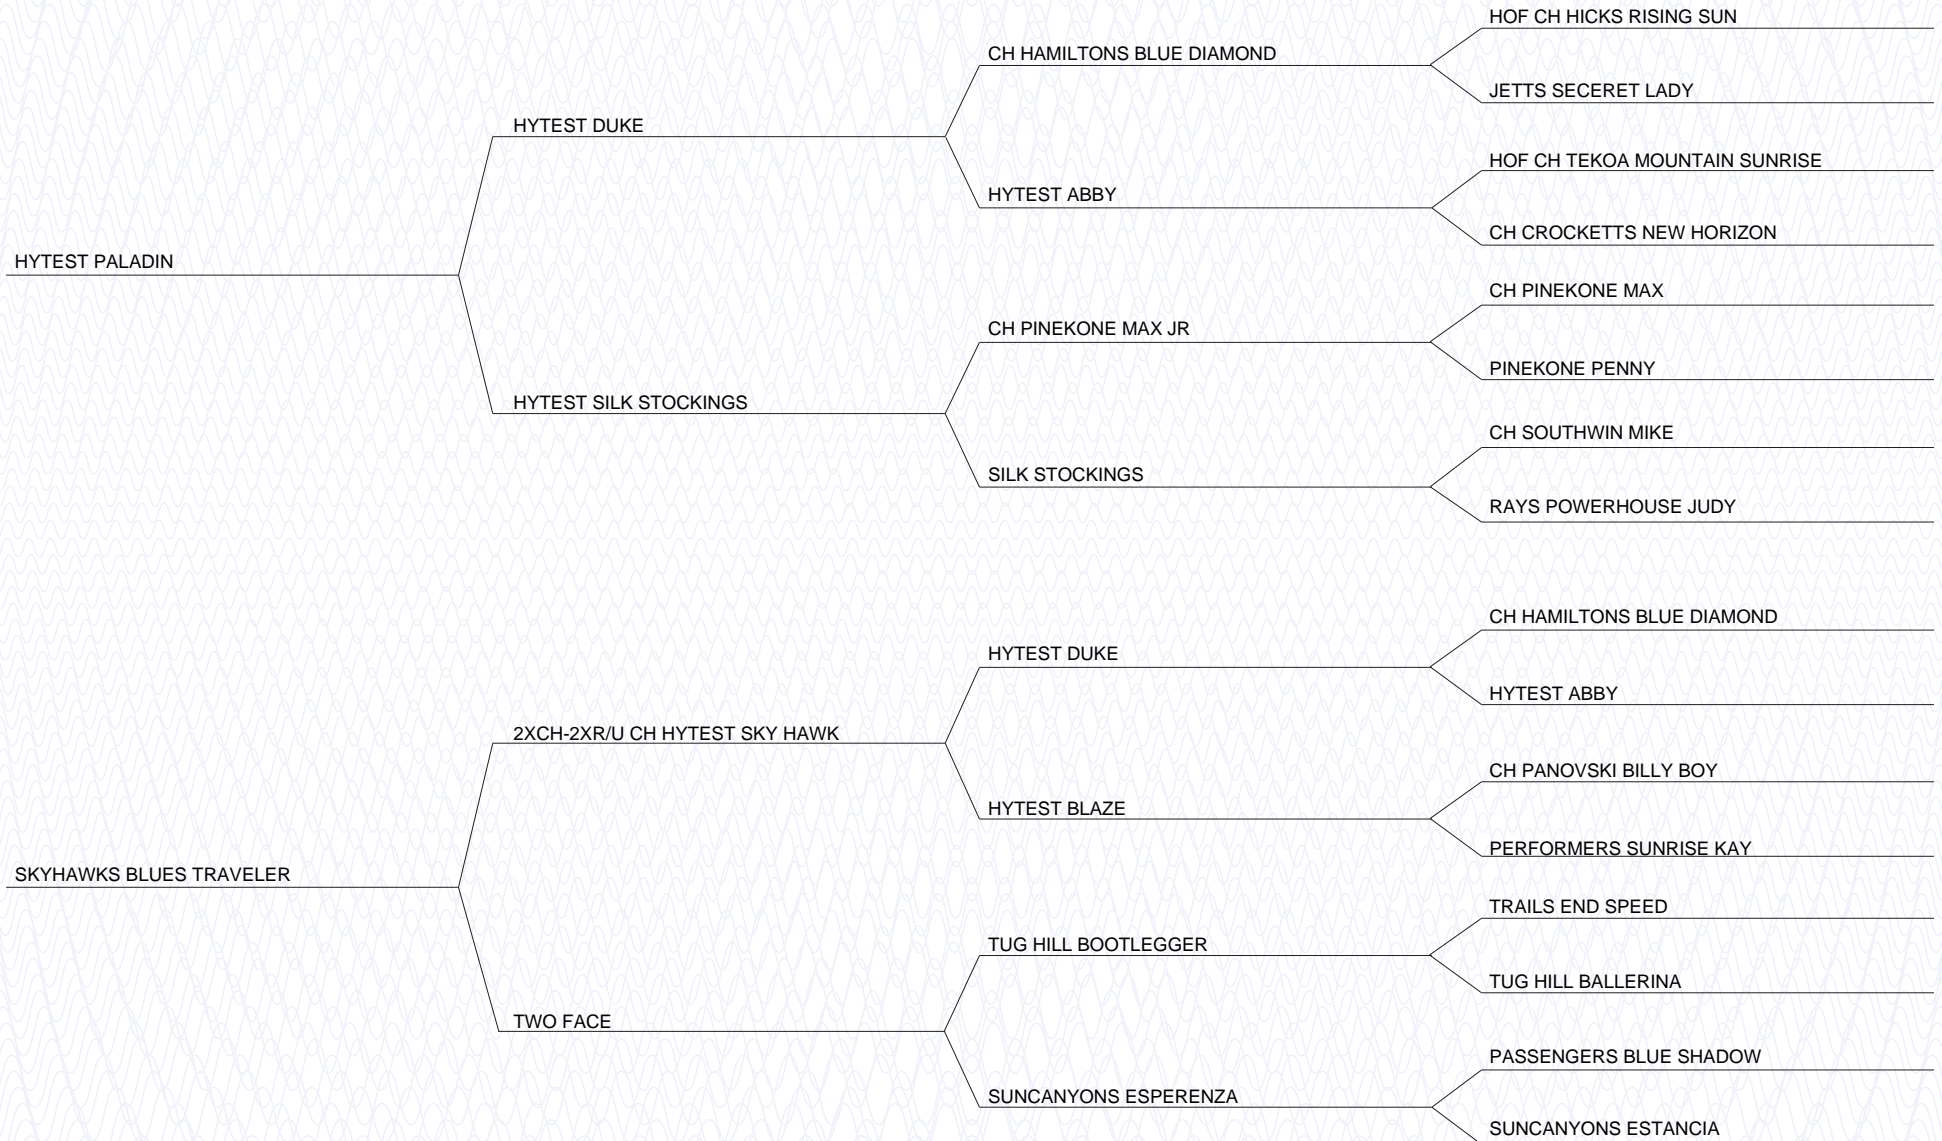 HOF CH HICKS RISING SUN
CH HAMILTONS BLUE DIAMOND
JETTS SECERET LADY
HYTEST DUKE
HOF CH TEKOA MOUNTAIN SUNRISE
HYTEST ABBY
CH CROCKETTS NEW HORIZON
HYTEST PALADIN
CH PINEKONE MAX
CH PINEKONE MAX JR
PINEKONE PENNY
HYTEST SILK STOCKINGS
CH SOUTHWIN MIKE
SILK STOCKINGS
RAYS POWERHOUSE JUDY
CH HAMILTONS BLUE DIAMOND
HYTEST DUKE
HYTEST ABBY
2XCH-2XR/U CH HYTEST SKY HAWK
CH PANOVSKI BILLY BOY
HYTEST BLAZE
PERFORMERS SUNRISE KAY
SKYHAWKS BLUES TRAVELER
TRAILS END SPEED
TUG HILL BOOTLEGGER
TUG HILL BALLERINA
TWO FACE
PASSENGERS BLUE SHADOW
SUNCANYONS ESPERENZA
SUNCANYONS ESTANCIA